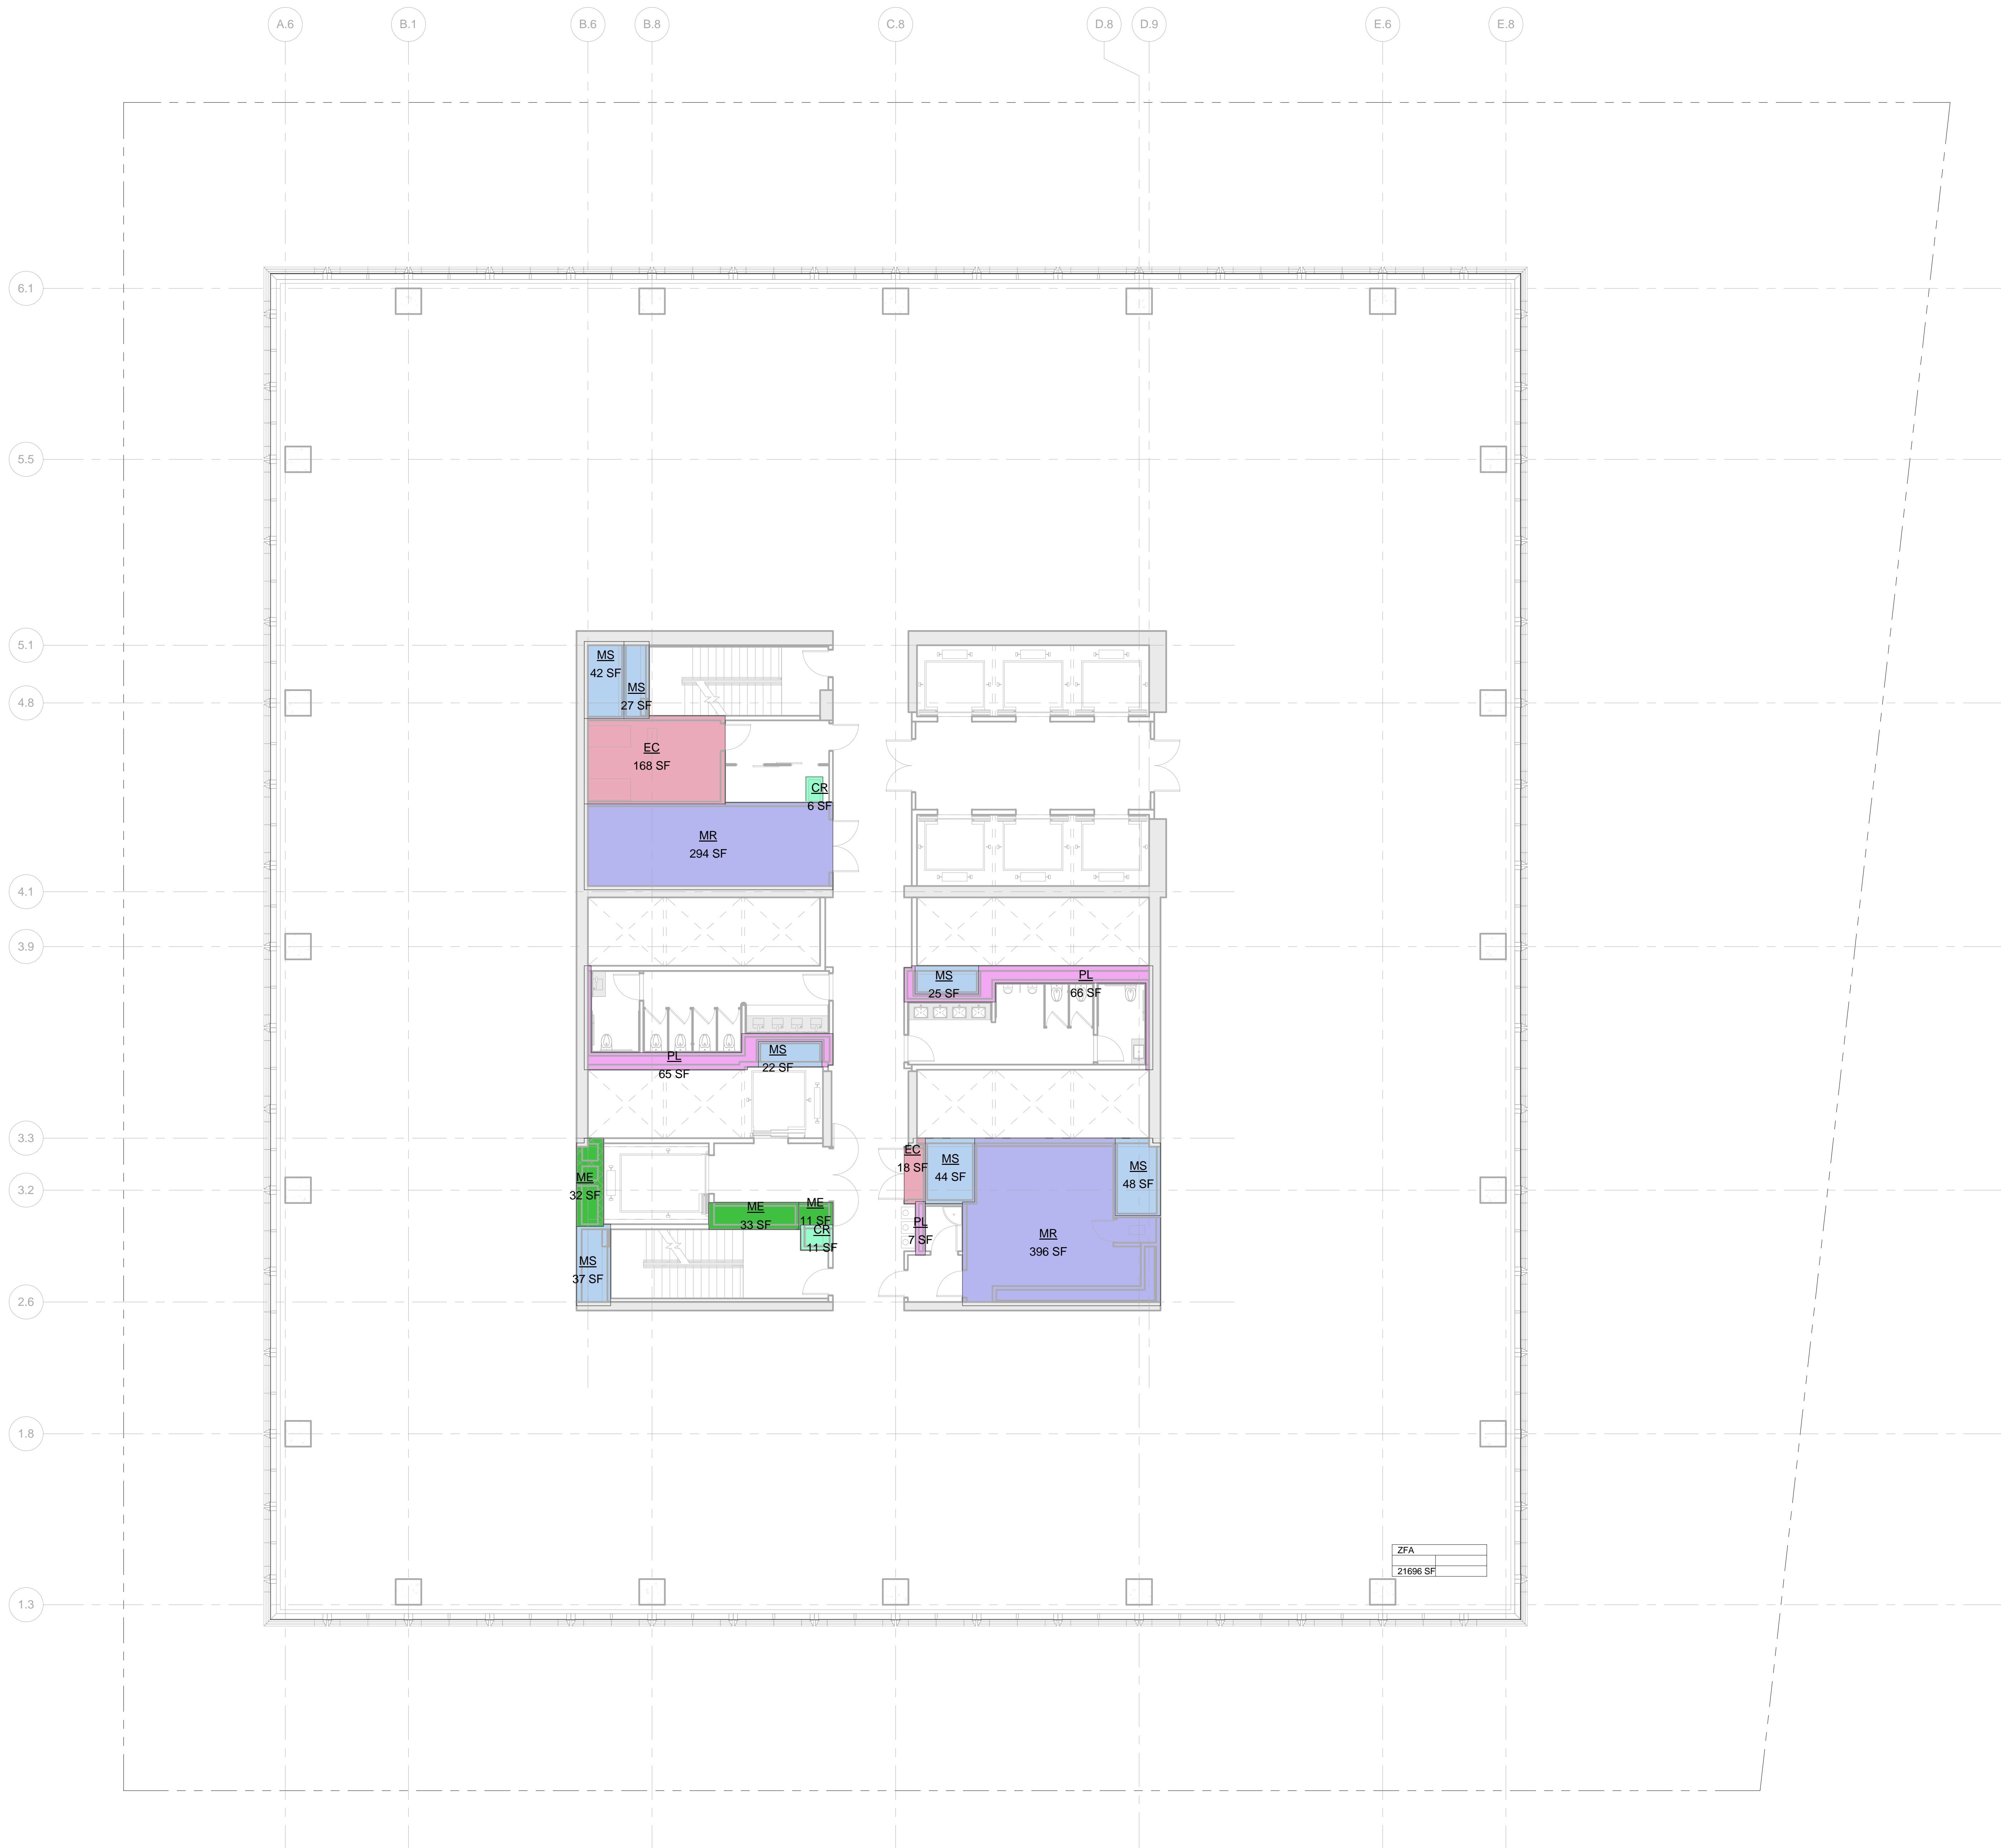 A.6
B.1
B.6
B.8
C.8
D.8
D.9
E.6
E.8
6.1
5.5
5.1
4.8
4.1
3.9
3.3
3.2
2.6
1.8
1.3
MS
42 SF
MS
27 SF
EC
168 SF
CR
6 SF
MR
294 SF
MS
25 SF
PL
66 SF
PL
65 SF
MS
22 SF
ME
32 SF
ME
33 SF
ME
11 SF
CR
11 SF
MS
37 SF
EC
18 SF
MS
44 SF
MS
48 SF
PL
7 SF
MR
396 SF
ZFA
21696 SF